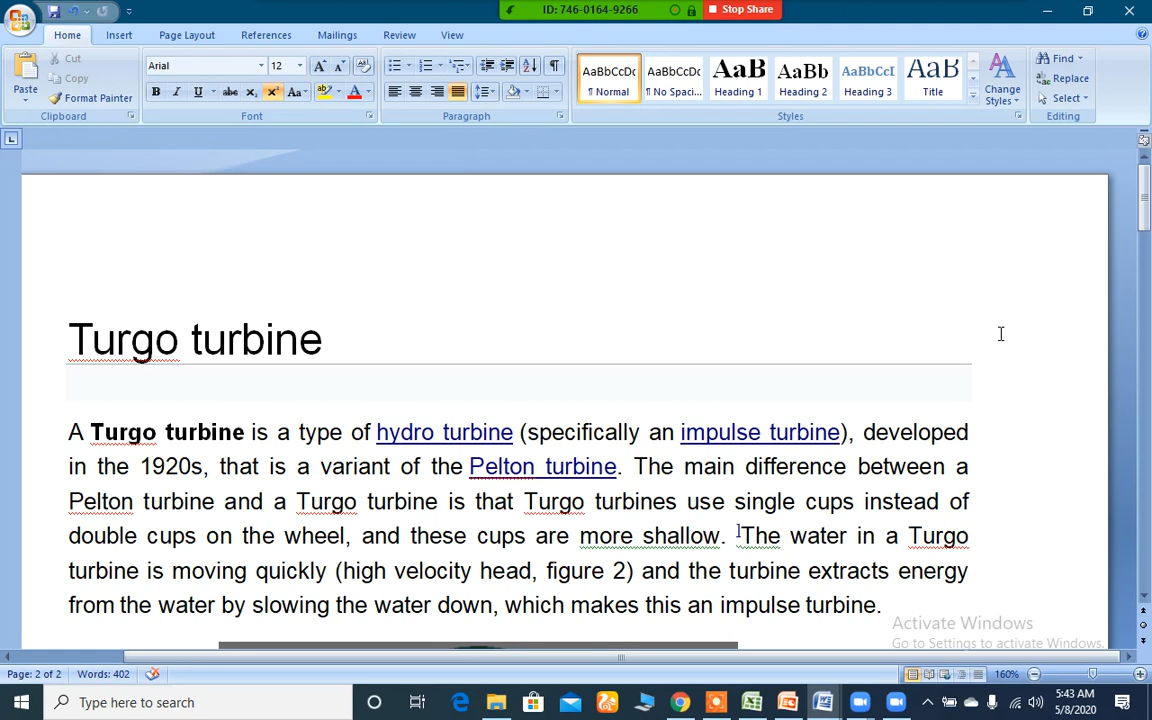 ID: 746-0164-9266 Stop Share
Home Insert Page Layout References Mailings Review View
Paste
Cut
Copy
Format Painter
Clipboard
Arial 12
B I U abc X₂ X² Aa
Font
Paragraph
AaBbCcDc AaBbCcDc AaB AaBb AaBbCcI AaB
¶ Normal ¶ No Spaci... Heading 1 Heading 2 Heading 3 Title
Styles
Change
Styles
Find
Replace
Select
Editing
Turgo turbine
A Turgo turbine is a type of hydro turbine (specifically an impulse turbine), developed
in the 1920s, that is a variant of the Pelton turbine. The main difference between a
Pelton turbine and a Turgo turbine is that Turgo turbines use single cups instead of
double cups on the wheel, and these cups are more shallow. ]The water in a Turgo
turbine is moving quickly (high velocity head, figure 2) and the turbine extracts energy
from the water by slowing the water down, which makes this an impulse turbine.
Activate Windows
Go to Settings to activate Windows.
Page: 2 of 2 Words: 402 160%
Type here to search
5:43 AM
5/8/2020